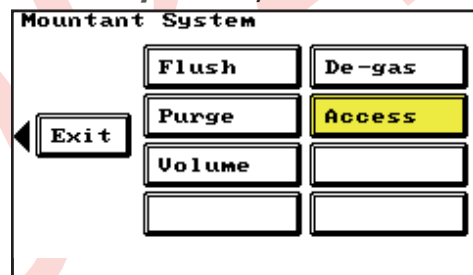 Mountant System
Flush
De-gas
Purge
Access
Exit
Volume